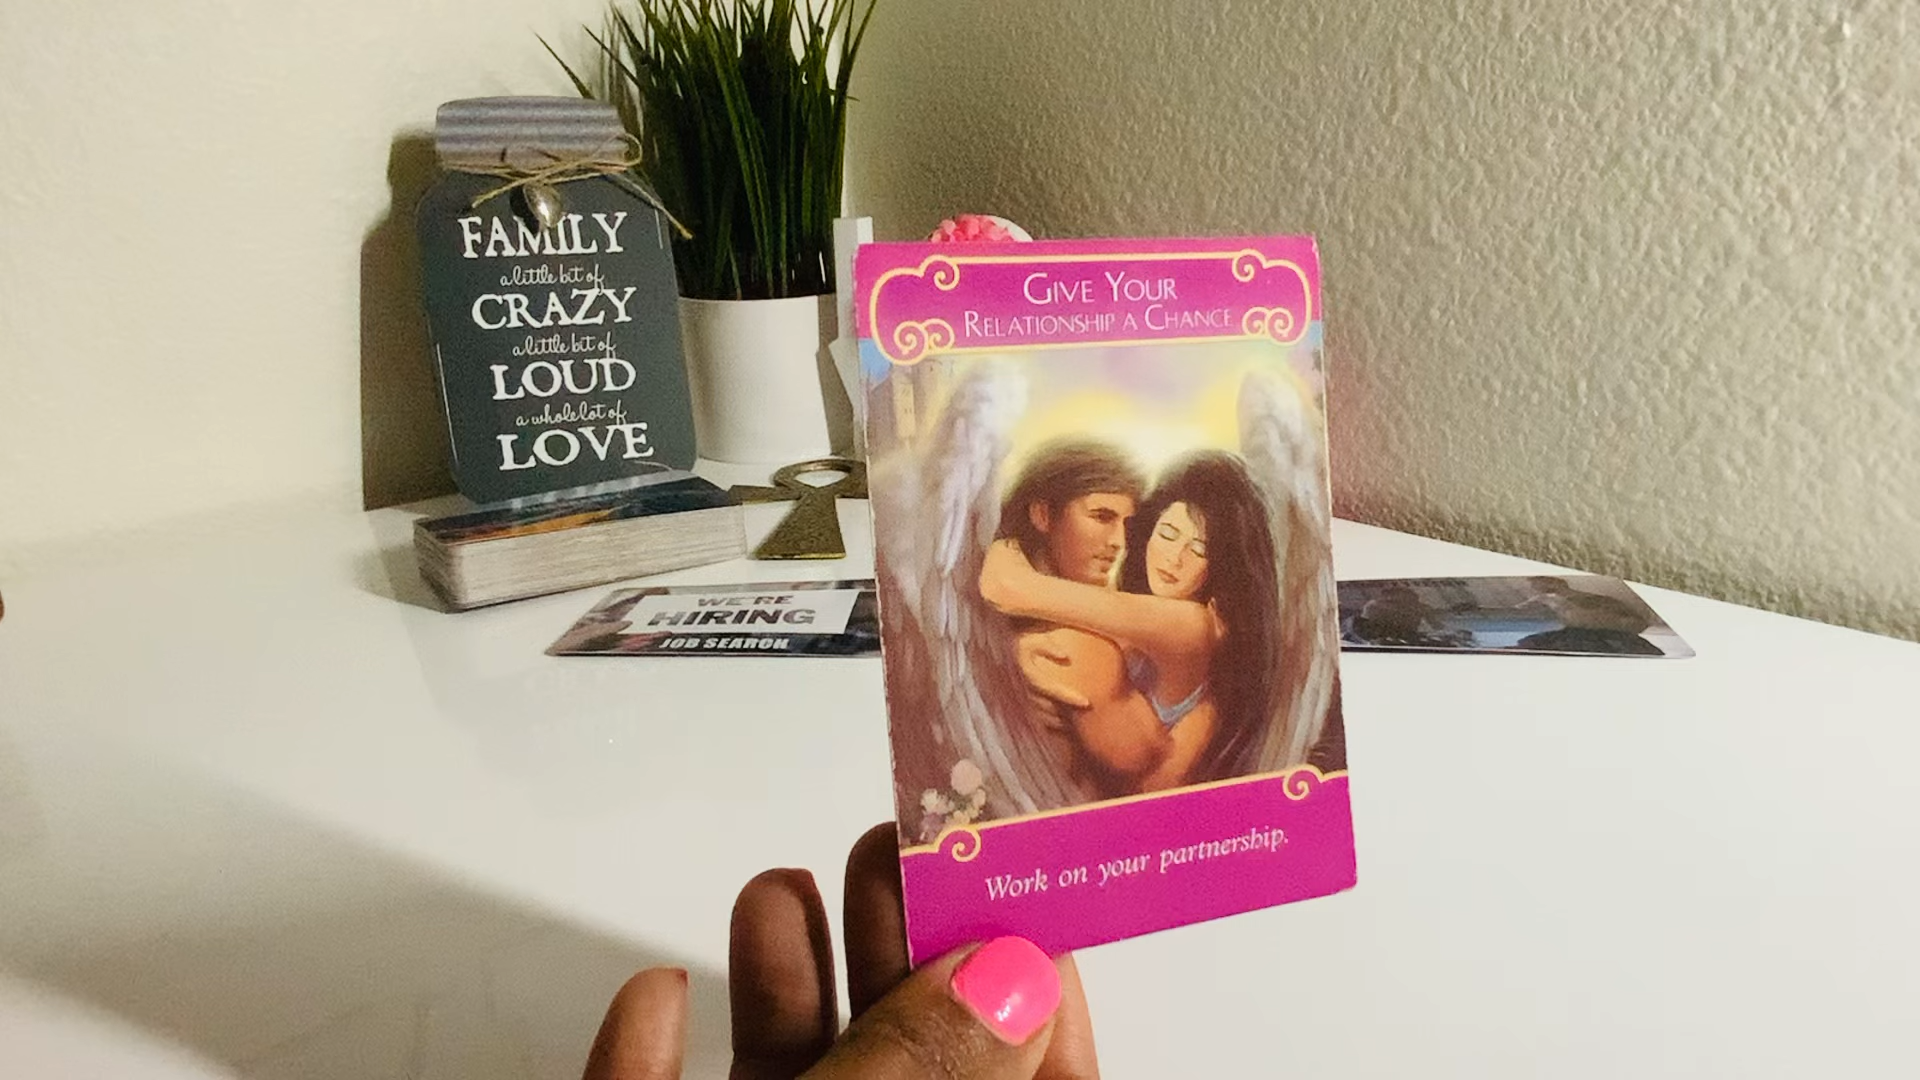 FAMILY
a little bit of
CRAZY
a little bit of
LOUD
a whole lot of
LOVE
GIVE YOUR
RELATIONSHIP A CHANCE
WE'RE
HIRING
JOB SEARCH
Work on your partnership.